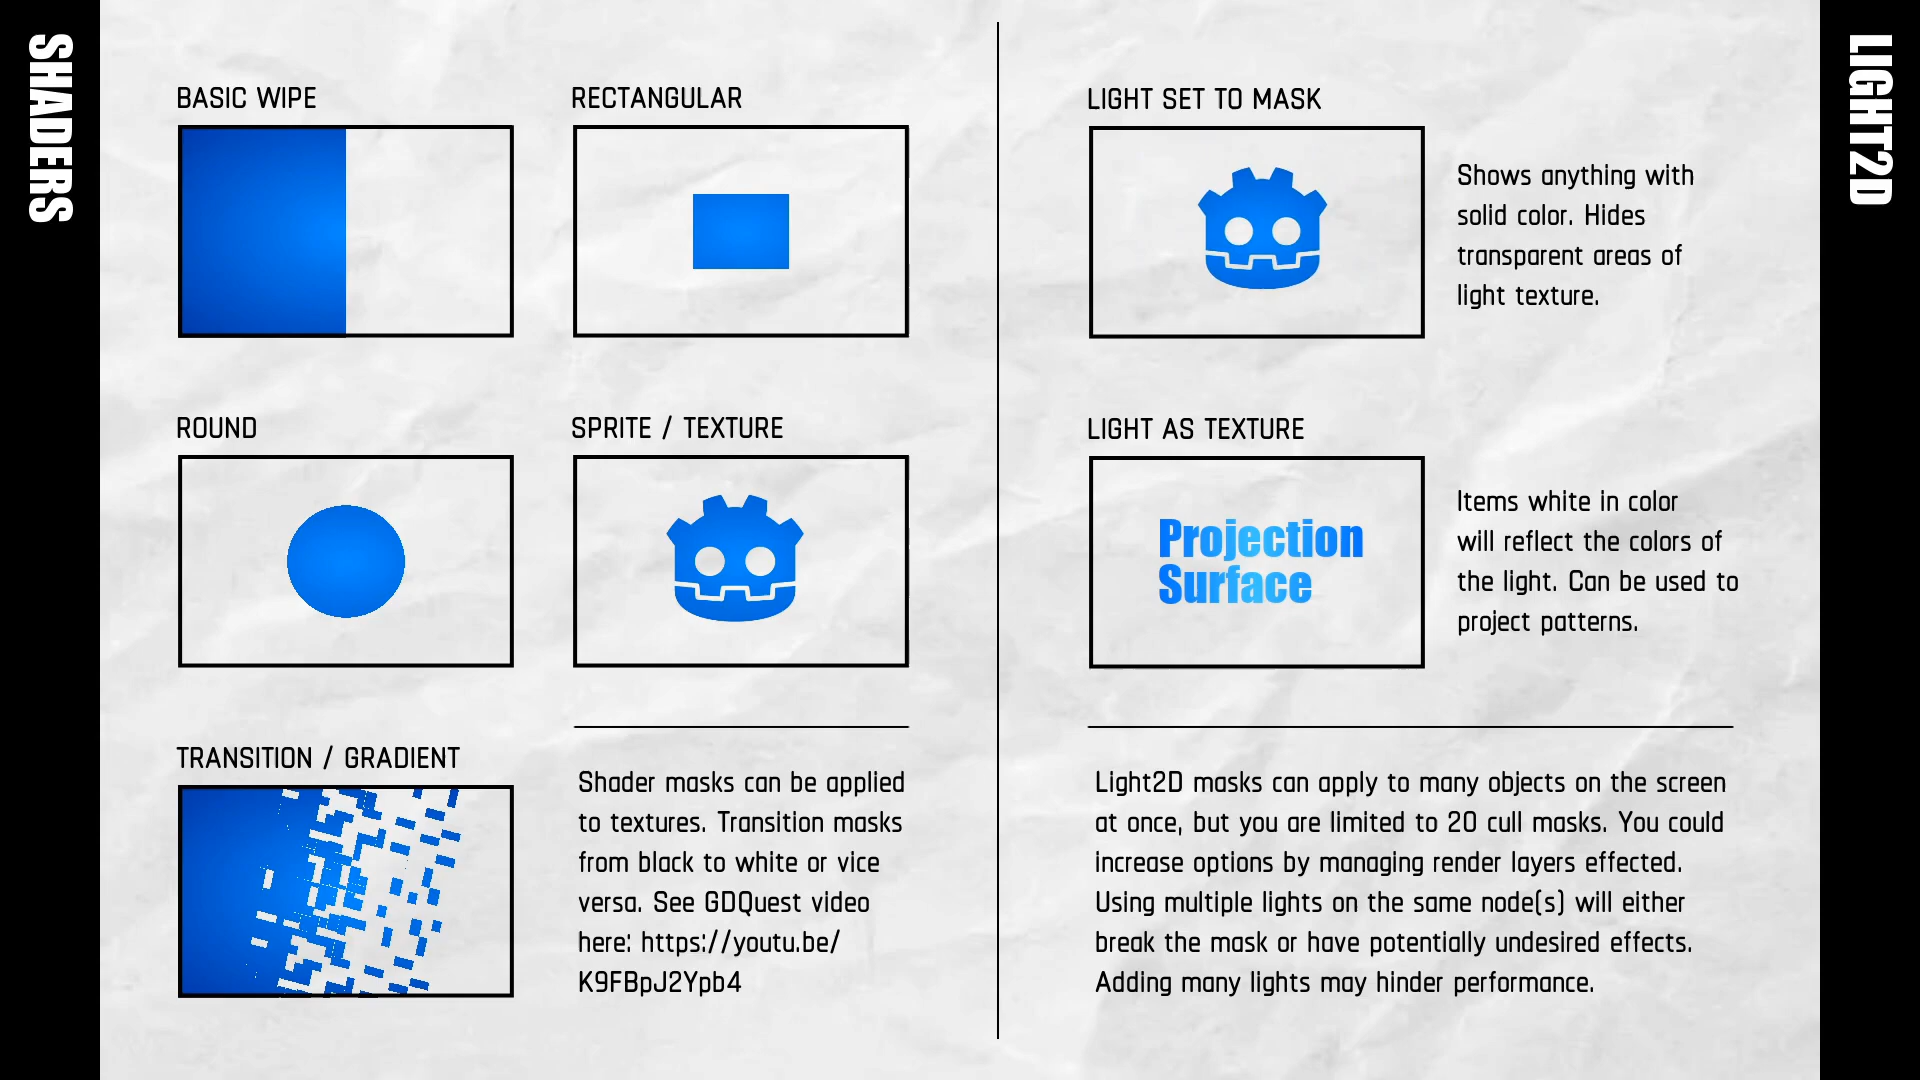 SHADERS
BASIC WIPE
RECTANGULAR
ROUND
SPRITE / TEXTURE
TRANSITION / GRADIENT
Shader masks can be applied
to textures. Transition masks
from black to white or vice
versa. See GDQuest video
here: https://youtu.be/
K9FBpJ2Ypb4
LIGHT2D
LIGHT SET TO MASK
Shows anything with
solid color. Hides
transparent areas of
light texture.
LIGHT AS TEXTURE
Projection
Surface
Items white in color
will reflect the colors of
the light. Can be used to
project patterns.
Light2D masks can apply to many objects on the screen
at once, but you are limited to 20 cull masks. You could
increase options by managing render layers effected.
Using multiple lights on the same node(s) will either
break the mask or have potentially undesired effects.
Adding many lights may hinder performance.